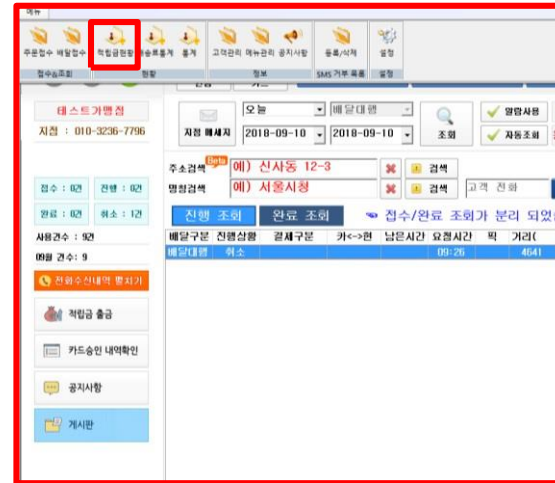 메뉴
주문접수 배달접수 적립금현황 배송료통계 통계 고객관리 메뉴관리 공지사항 등록/삭제 설정
접수&조회 현황 정보 SMS 거부 목록 설정
테스트가맹점
지점 : 010-3236-7796
오늘 배달대행
지점 메세지 2018-09-10 2018-09-10 조회
알람사용
자동조회
주소검색 Beta 예) 신사동 12-3 검색
명칭검색 예) 서울시청 검색 고객 전화
접수 : 0건 진행 : 0건
완료 : 0건 취소 : 1건
진행 조회 완료 조회 접수/완료 조회가 분리 되었
사용건수 : 9건
09월 건수: 9
배달구분 진행상황 결제구분 카<->현 남은시간 요청시간 픽 거리(
배달대행 취소 09:26 4641
전화수신내역 펼치기
적립금 출금
카드승인 내역확인
공지사항
게시판